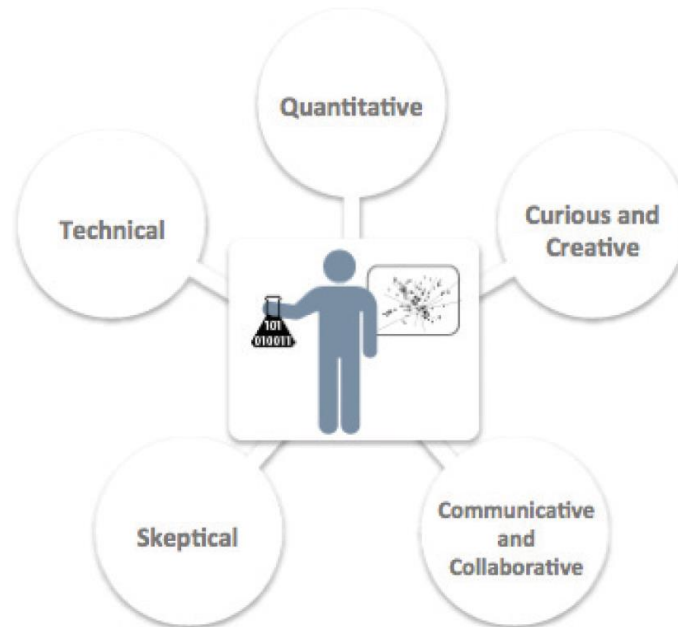 Quantitative
Technical
Curious and
Creative
101
010011
Skeptical
Communicative
and
Collaborative